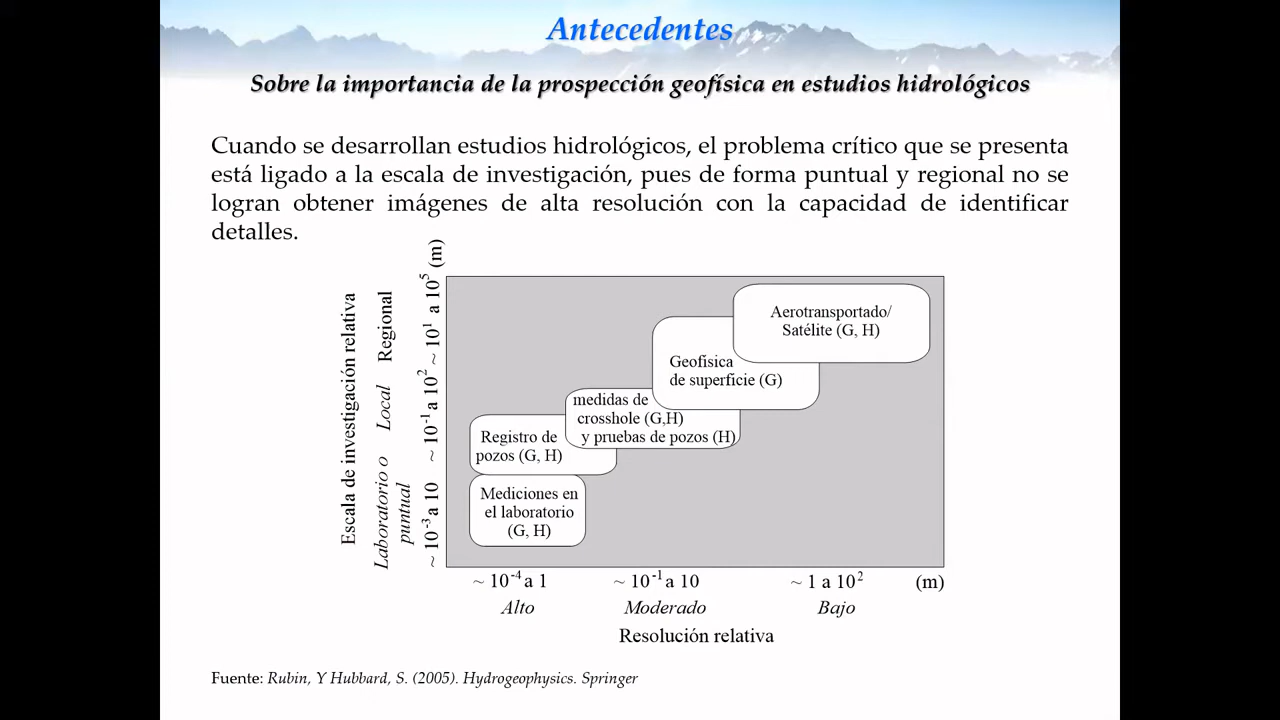 Antecedentes
Sobre la importancia de la prospección geofísica en estudios hidrológicos
Cuando se desarrollan estudios hidrológicos, el problema crítico que se presenta
está ligado a la escala de investigación, pues de forma puntual y regional no se
logran obtener imágenes de alta resolución con la capacidad de identificar
detalles.
Escala de investigación relativa
Laboratorio o
puntual
Local
Regional
~ 10⁻³ a 10
~ 10⁻¹ a 10²
~ 10¹ a 10⁵ (m)
Aerotransportado/
Satélite (G, H)
Geofisica
de superficie (G)
medidas de
crosshole (G,H)
y pruebas de pozos (H)
Registro de
pozos (G, H)
Mediciones en
el laboratorio
(G, H)
~ 10⁻⁴ a 1
~ 10⁻¹ a 10
~ 1 a 10²
(m)
Alto
Moderado
Bajo
Resolución relativa
Fuente: Rubin, Y Hubbard, S. (2005). Hydrogeophysics. Springer